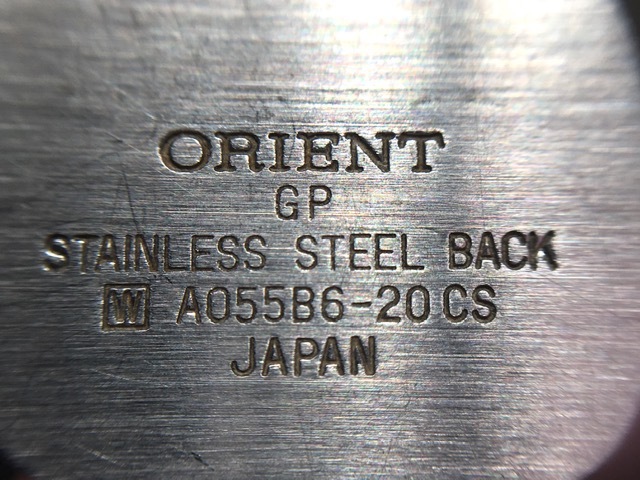 ORIENT
GP
STAINLESS STEEL BACK
W A055B6-20 CS
JAPAN